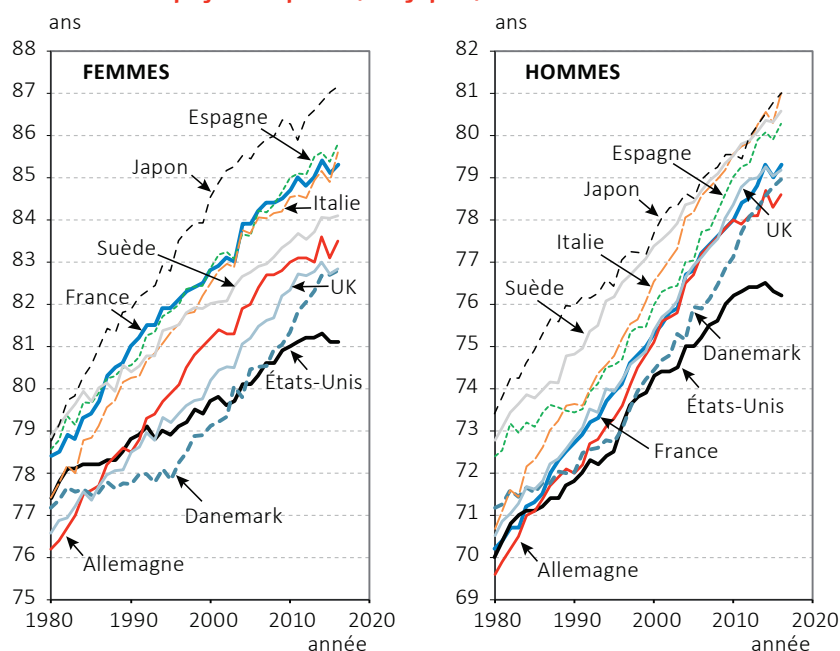 ans
FEMMES
88
87
86
85
84
83
82
81
80
79
78
77
76
75
1980
1990
2000
2010
2020
année
Espagne
Japon
Italie
Suède
France
UK
États-Unis
Danemark
Allemagne
ans
HOMMES
82
81
80
79
78
77
76
75
74
73
72
71
70
69
1980
1990
2000
2010
2020
année
Espagne
Japon
UK
Italie
Suède
Danemark
États-Unis
France
Allemagne